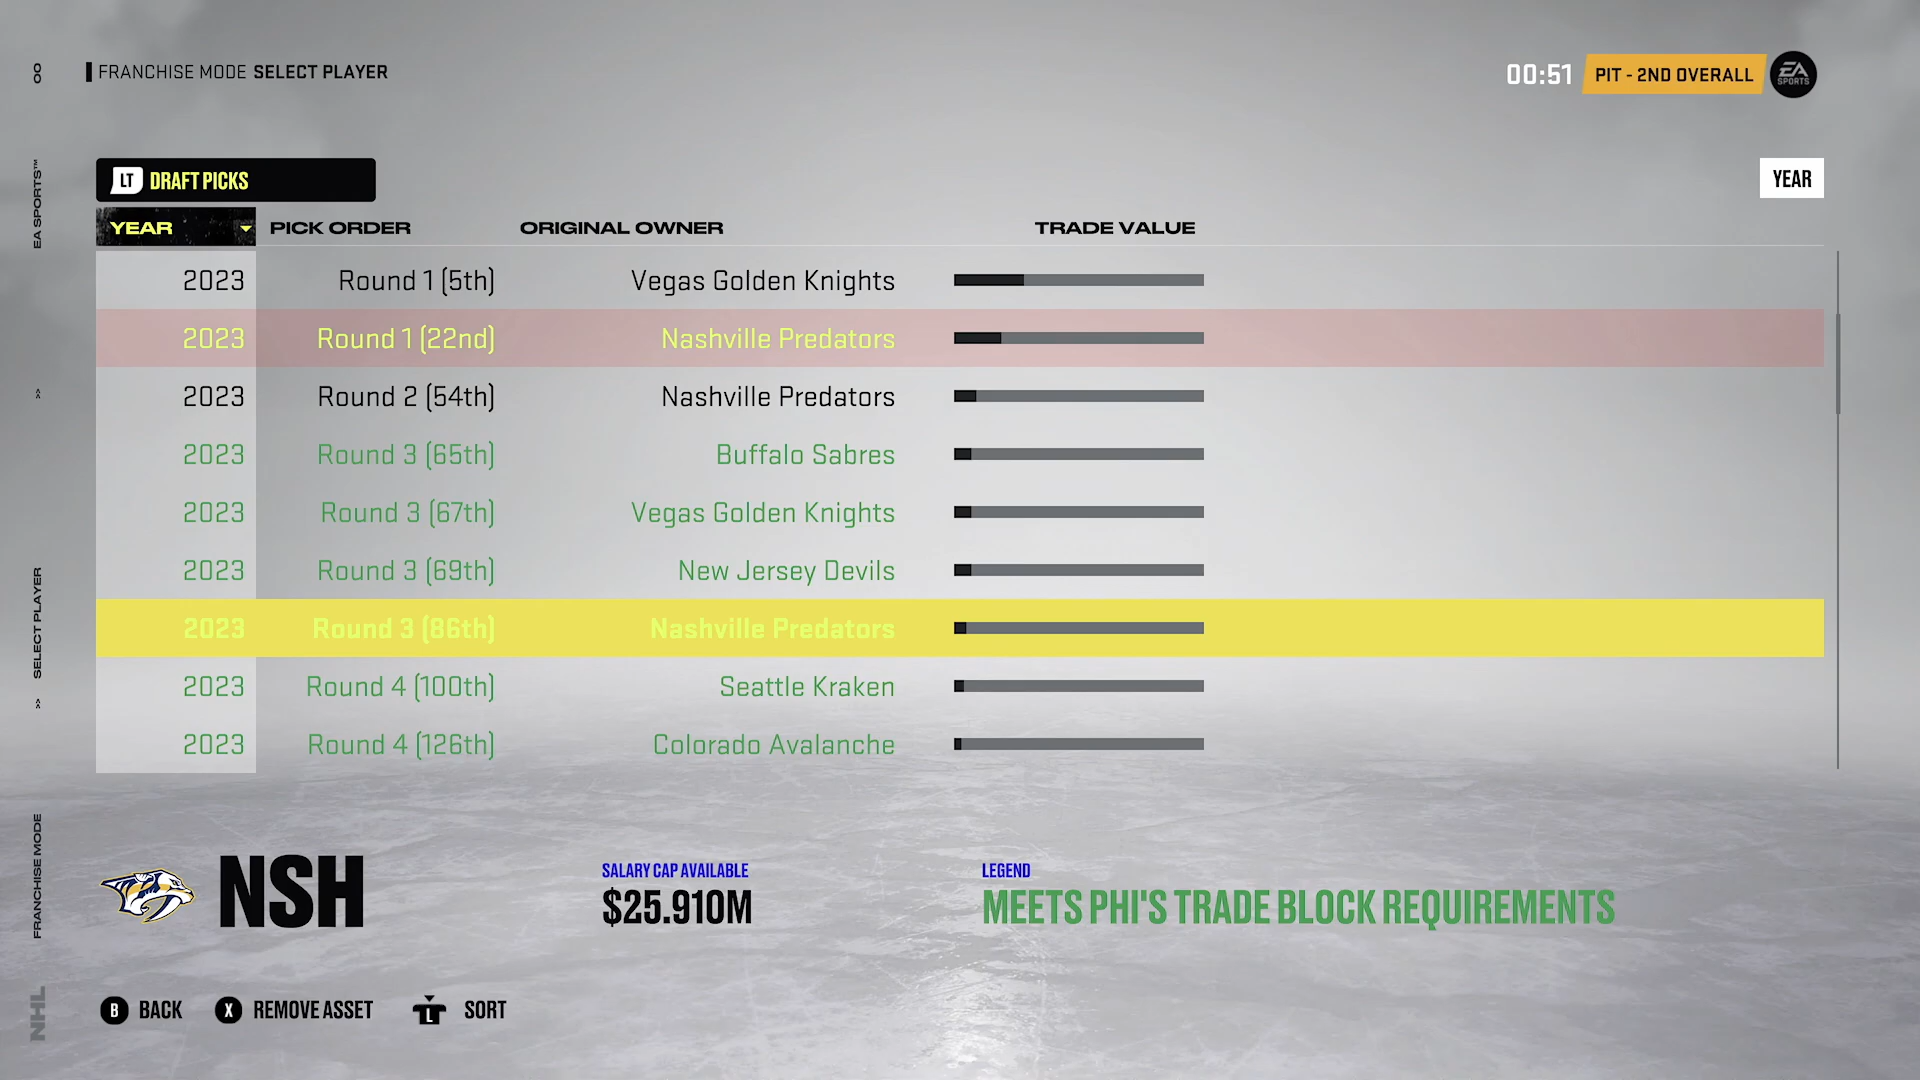 FRANCHISE MODE SELECT PLAYER
00:51 PIT - 2ND OVERALL EA SPORTS
LT DRAFT PICKS
YEAR
YEAR PICK ORDER ORIGINAL OWNER TRADE VALUE
2023 Round 1 (5th) Vegas Golden Knights
2023 Round 1 (22nd) Nashville Predators
2023 Round 2 (54th) Nashville Predators
2023 Round 3 (65th) Buffalo Sabres
2023 Round 3 (67th) Vegas Golden Knights
2023 Round 3 (69th) New Jersey Devils
2023 Round 3 (86th) Nashville Predators
2023 Round 4 (100th) Seattle Kraken
2023 Round 4 (126th) Colorado Avalanche
NSH
SALARY CAP AVAILABLE
$25.910M
LEGEND
MEETS PHI'S TRADE BLOCK REQUIREMENTS
B BACK X REMOVE ASSET L SORT
NHL
FRANCHISE MODE
>>
SELECT PLAYER
>>
EA SPORTS™